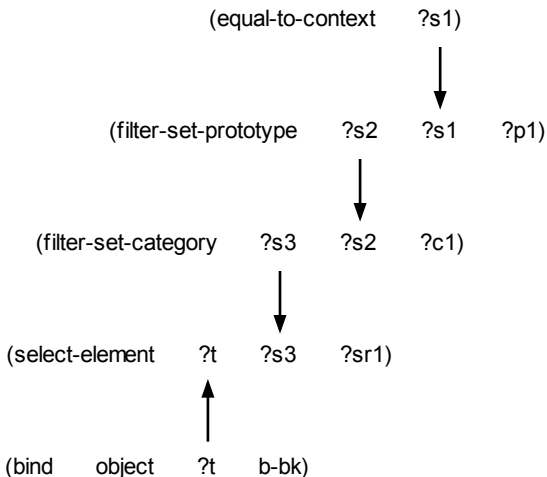 (equal-to-context ?s1)
(filter-set-prototype ?s2 ?s1 ?p1)
(filter-set-category ?s3 ?s2 ?c1)
(select-element ?t ?s3 ?sr1)
(bind object ?t b-bk)